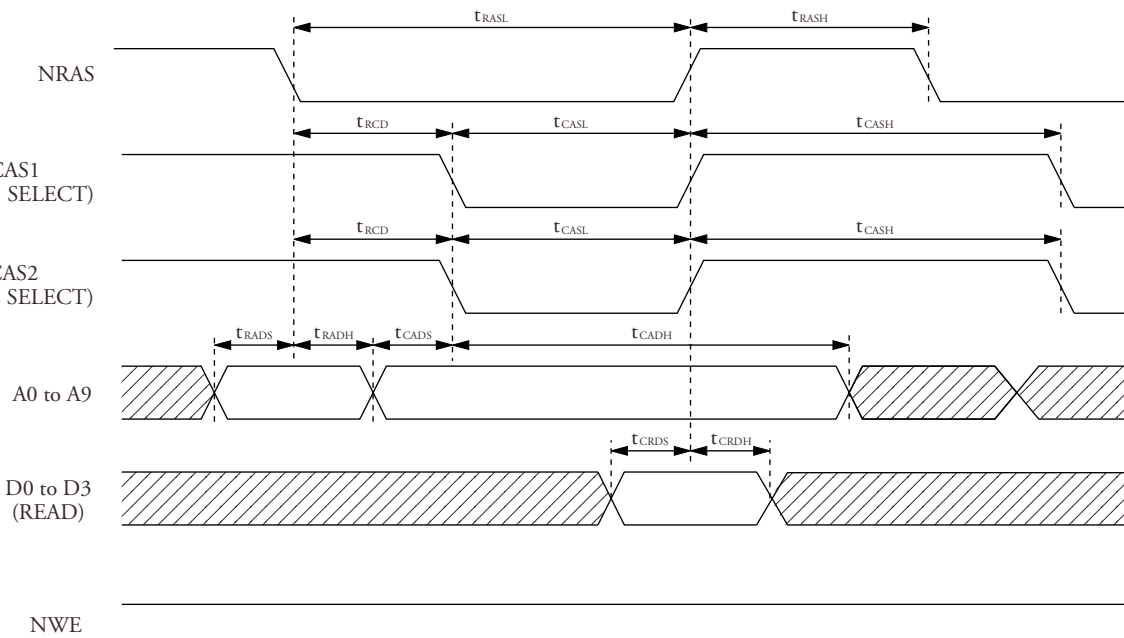 tRASL tRASH
NRAS
tRCD tCASL tCASH
CAS1
SELECT)
tRCD tCASL tCASH
CAS2
SELECT)
tRADS tRADH tCADS tCADH
A0 to A9
tCRDS tCRDH
D0 to D3
(READ)
NWE